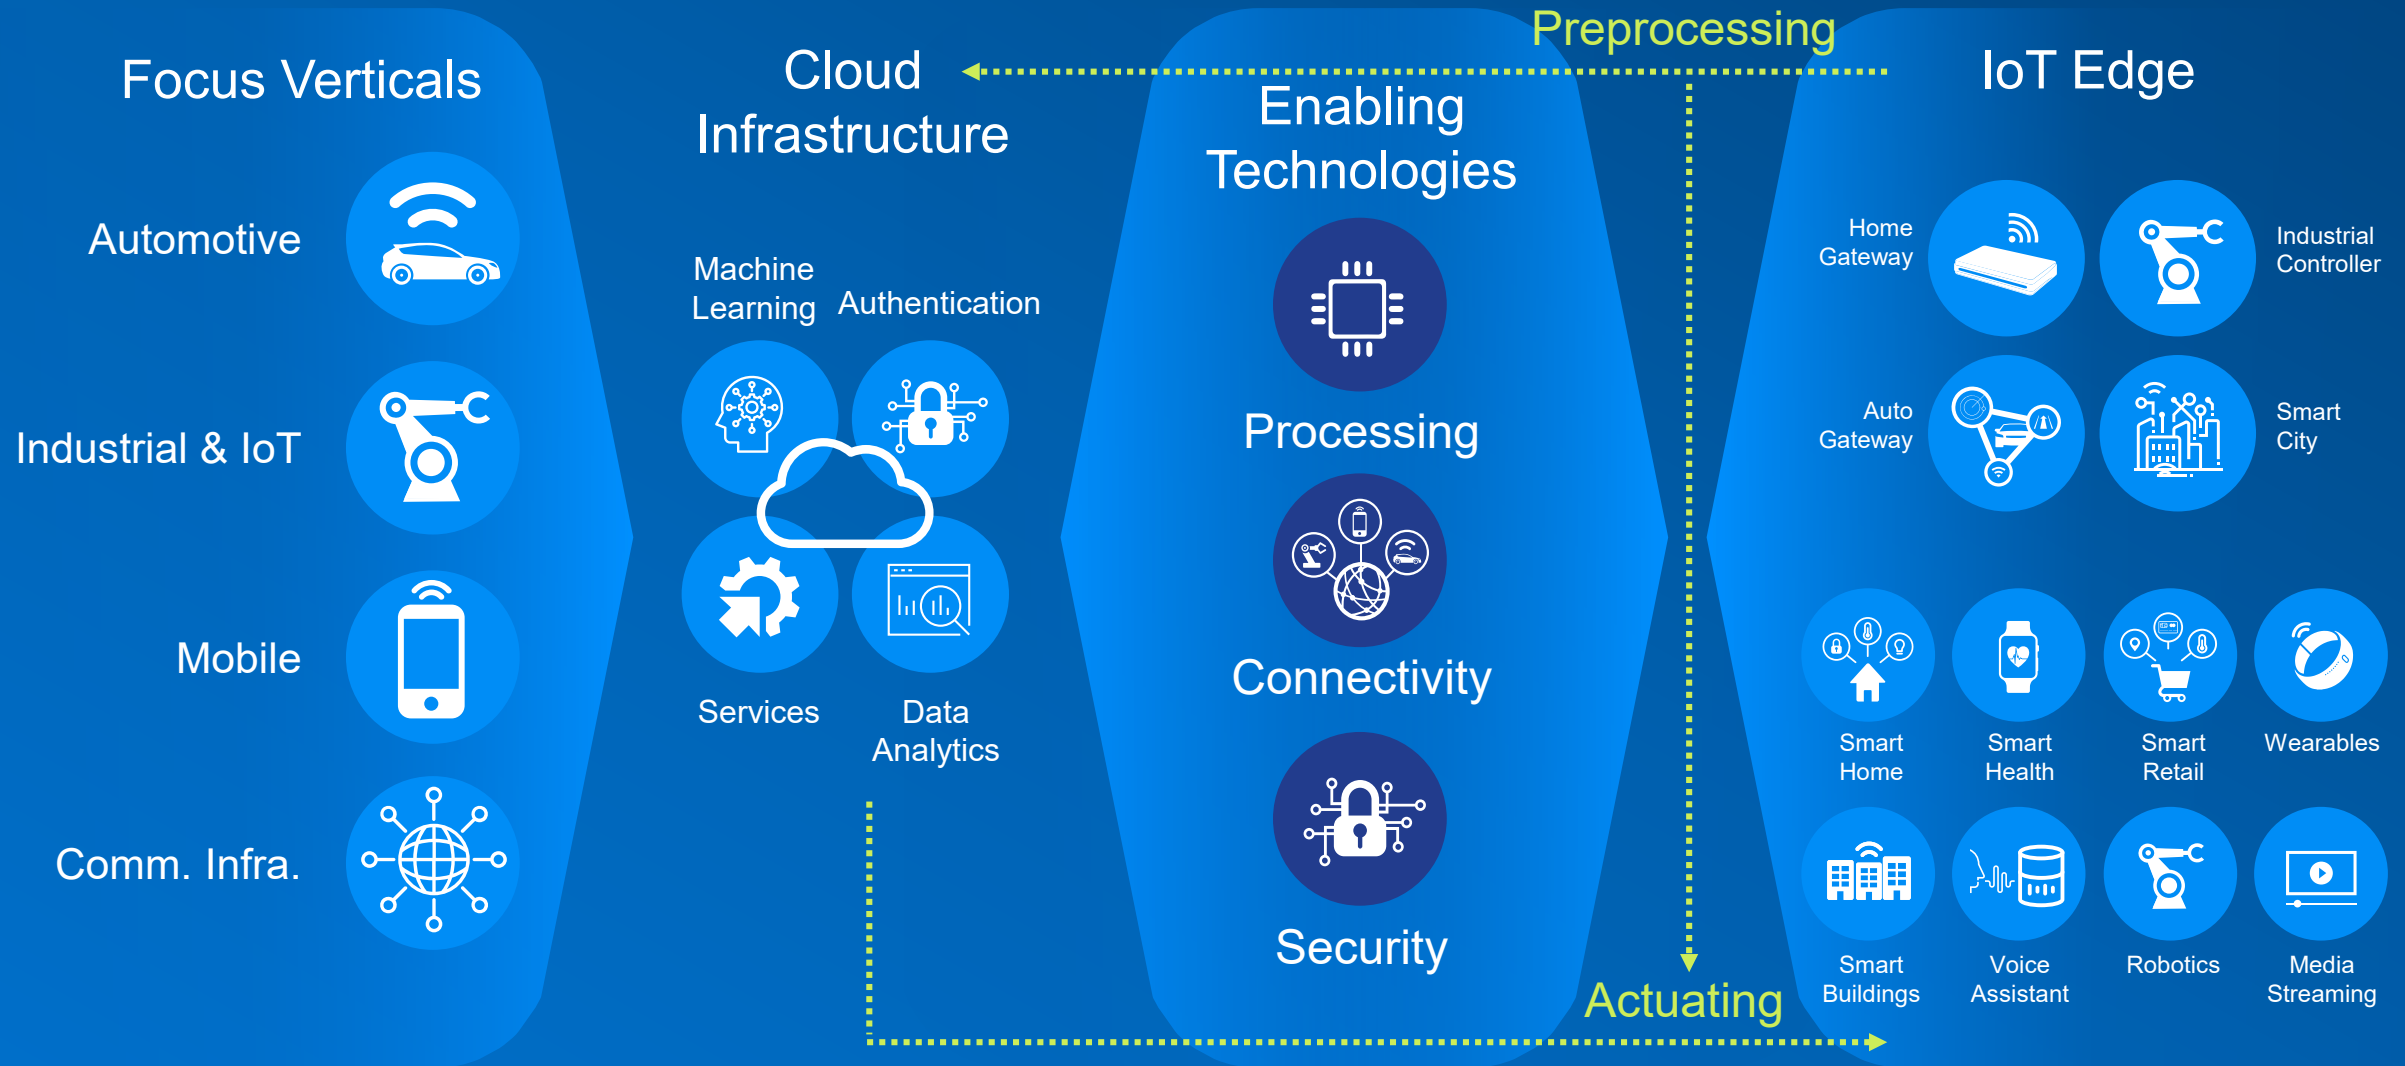 Focus Verticals
Automotive
Industrial & IoT
Mobile
Comm. Infra.
Cloud
Infrastructure
Machine
Learning
Authentication
Services
Data
Analytics
Enabling
Technologies
Processing
Connectivity
Security
Preprocessing
Actuating
IoT Edge
Home
Gateway
Industrial
Controller
Auto
Gateway
Smart
City
Smart
Home
Smart
Health
Smart
Retail
Wearables
Smart
Buildings
Voice
Assistant
Robotics
Media
Streaming